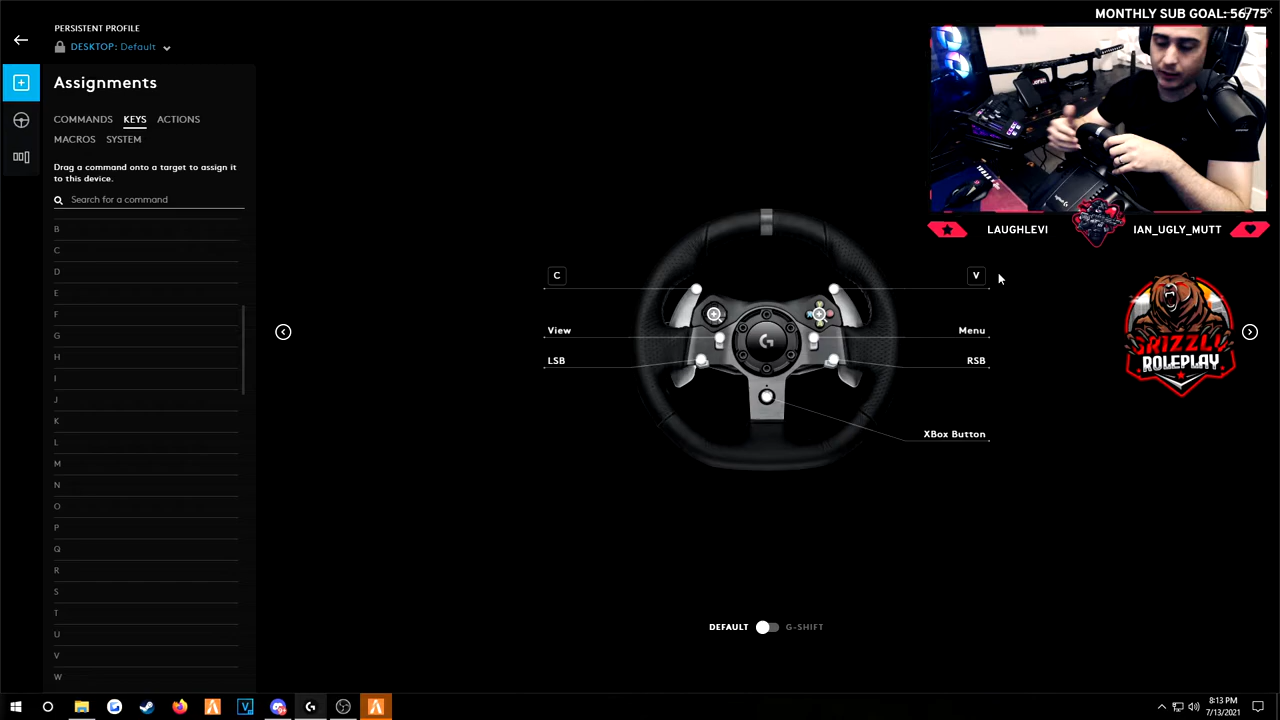 MONTHLY SUB GOAL: 56/75
PERSISTENT PROFILE
DESKTOP: Default
Assignments
COMMANDS KEYS ACTIONS
MACROS SYSTEM
Drag a command onto a target to assign it
to this device.
Search for a command
B
C
D
E
F
G
H
I
J
K
L
M
N
O
P
Q
R
S
T
U
V
W
C
V
View
Menu
LSB
RSB
XBox Button
DEFAULT G-SHIFT
LAUGHLEVI
IAN_UGLY_MUTT
GRIZZLY
ROLEPLAY
8:13 PM
7/13/2021